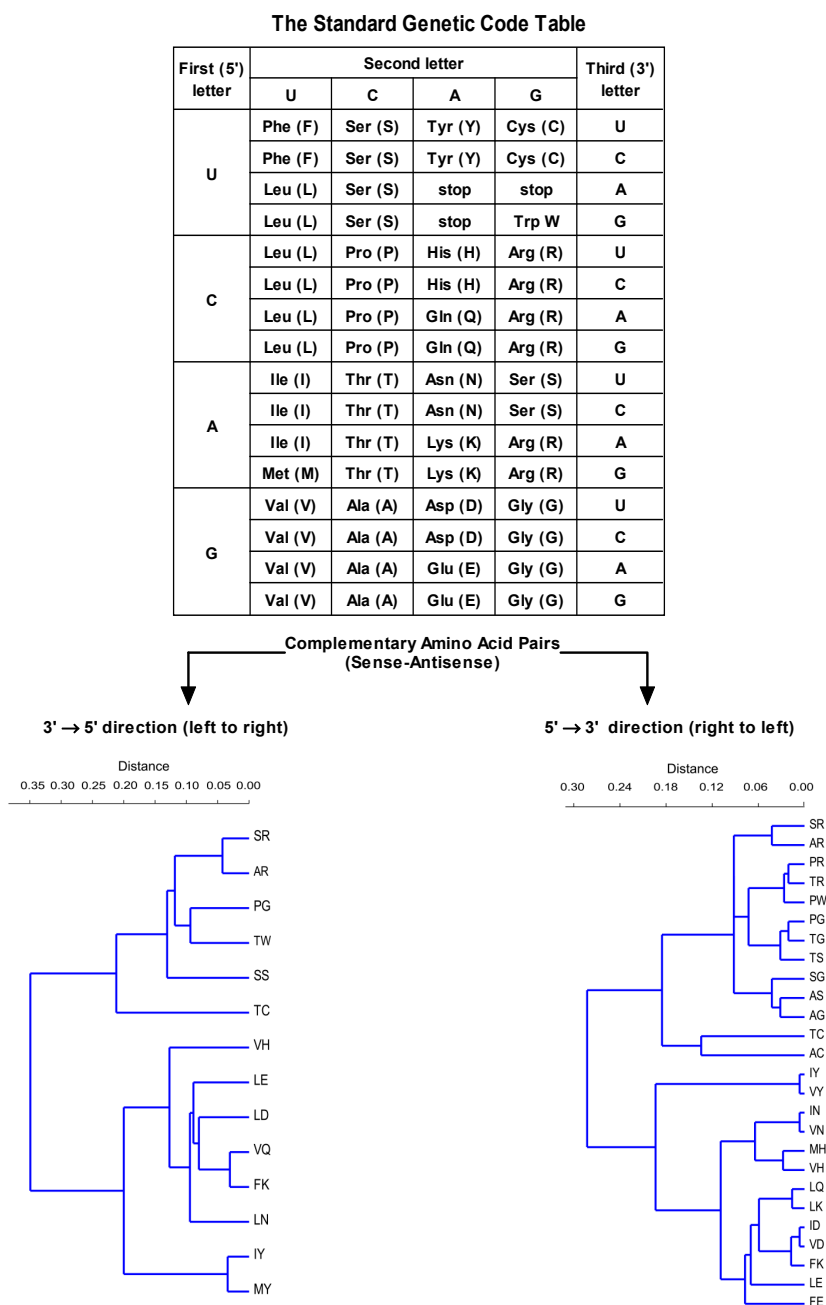 The Standard Genetic Code Table
First (5') letter Second letter Third (3') letter
U C A G
U
Phe (F) Ser (S) Tyr (Y) Cys (C) U
Phe (F) Ser (S) Tyr (Y) Cys (C) C
Leu (L) Ser (S) stop stop A
Leu (L) Ser (S) stop Trp W G
C
Leu (L) Pro (P) His (H) Arg (R) U
Leu (L) Pro (P) His (H) Arg (R) C
Leu (L) Pro (P) Gln (Q) Arg (R) A
Leu (L) Pro (P) Gln (Q) Arg (R) G
A
Ile (I) Thr (T) Asn (N) Ser (S) U
Ile (I) Thr (T) Asn (N) Ser (S) C
Ile (I) Thr (T) Lys (K) Arg (R) A
Met (M) Thr (T) Lys (K) Arg (R) G
G
Val (V) Ala (A) Asp (D) Gly (G) U
Val (V) Ala (A) Asp (D) Gly (G) C
Val (V) Ala (A) Glu (E) Gly (G) A
Val (V) Ala (A) Glu (E) Gly (G) G
Complementary Amino Acid Pairs
(Sense-Antisense)
3' → 5' direction (left to right)
Distance
0.35 0.30 0.25 0.20 0.15 0.10 0.05 0.00
SR
AR
PG
TW
SS
TC
VH
LE
LD
VQ
FK
LN
IY
MY
5' → 3' direction (right to left)
Distance
0.30 0.24 0.18 0.12 0.06 0.00
SR
AR
PR
TR
PW
PG
TG
TS
SG
AS
AG
TC
AC
IY
VY
IN
VN
MH
VH
LQ
LK
ID
VD
FK
LE
FE